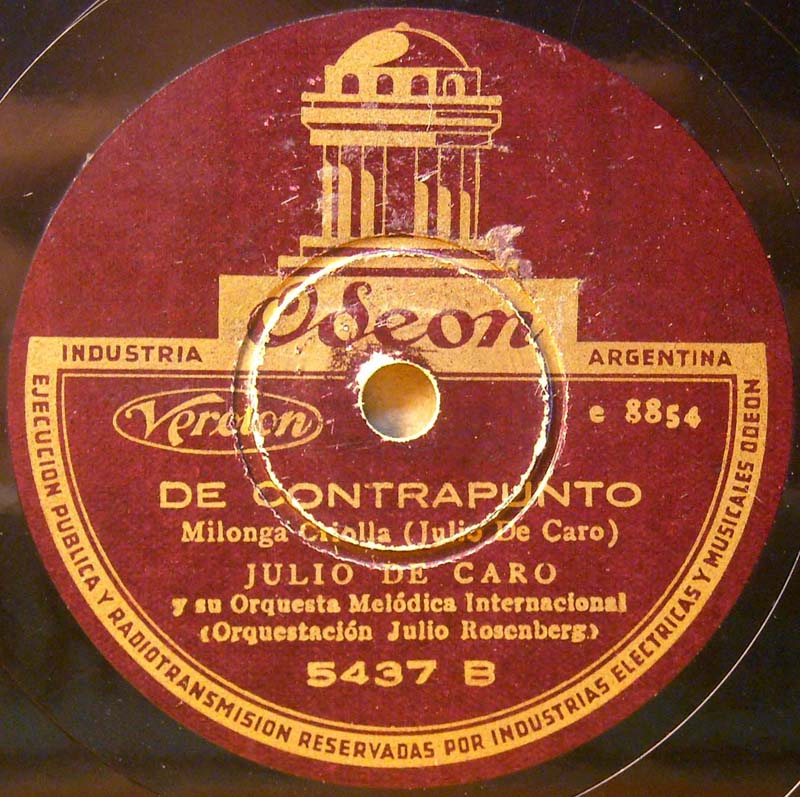 Odeon
INDUSTRIA ARGENTINA
Veroton
e 8854
DE CONTRAPUNTO
Milonga Criolla (Julio De Caro)
JULIO DE CARO
y su Orquesta Melódica Internacional
(Orquestación Julio Rosenberg.)
5437 B
EJECUCION PUBLICA Y RADIOTRANSMISION RESERVADAS POR INDUSTRIAS ELECTRICAS Y MUSICALES ODEON